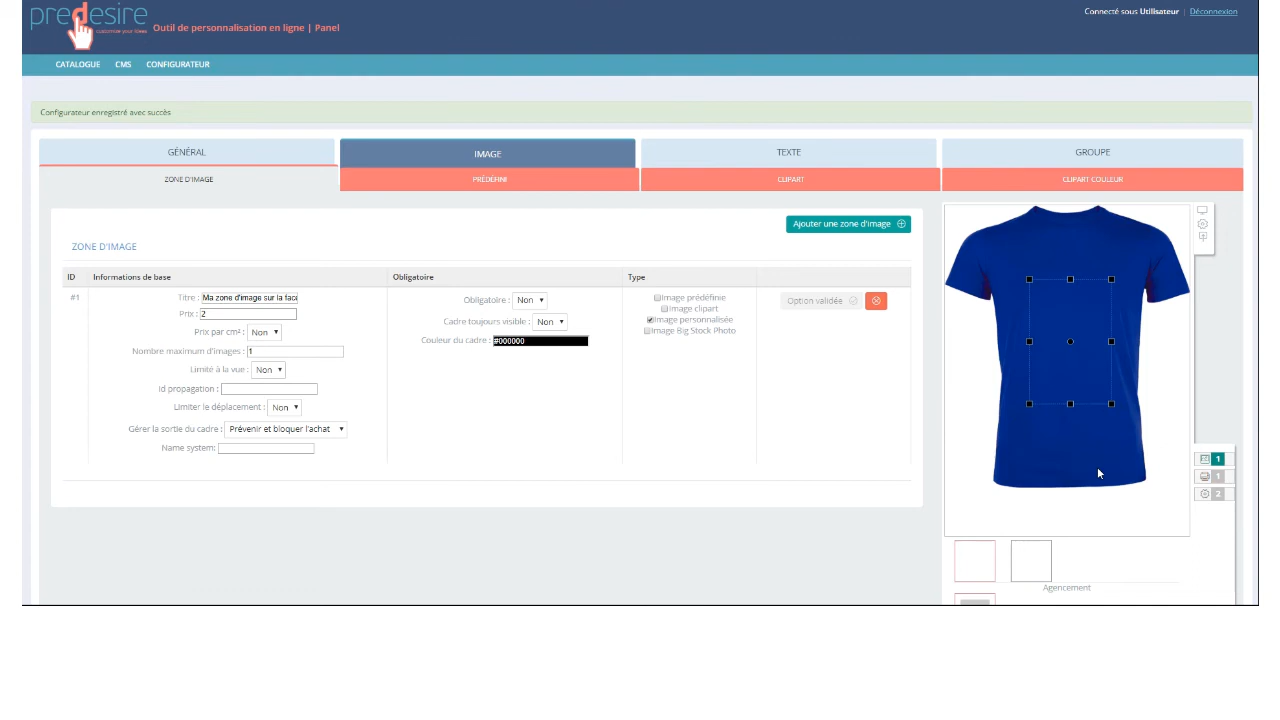 predesire
customize your ideas
Outil de personnalisation en ligne | Panel
Connecté sous Utilisateur | Déconnexion
CATALOGUE CMS CONFIGURATEUR
Configurateur enregistré avec succès
GÉNÉRAL IMAGE TEXTE GROUPE
ZONE D'IMAGE PRÉDÉFINI CLIPART CLIPART COULEUR
Ajouter une zone d'image
ZONE D'IMAGE
ID Informations de base Obligatoire Type
#1
Titre : Ma zone d'image sur la face
Prix : 2
Prix par cm² : Non
Nombre maximum d'images : 1
Limité à la vue : Non
Id propagation :
Limiter le déplacement : Non
Gérer la sortie du cadre : Prévenir et bloquer l'achat
Name system:
Obligatoire : Non
Cadre toujours visible : Non
Couleur du cadre : #000000
Image prédéfinie
Image clipart
Image personnalisée
Image Big Stock Photo
Option validée
1
1
2
Agencement